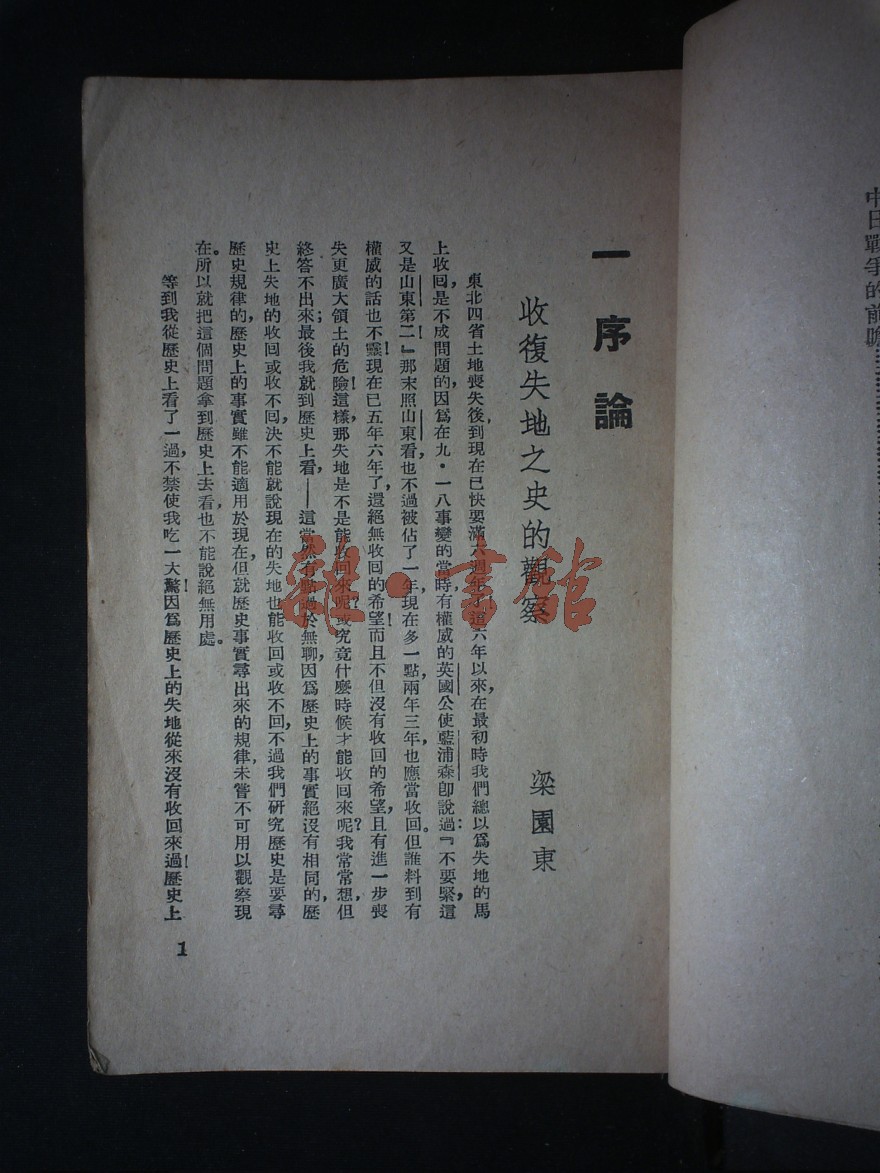 中日戰爭的前瞻
一 序論
收復失地之史的觀察
梁園東
東北四省土地喪失後到現在已快要滿六週年了這六年以來,在最初時我們總以爲失地的馬
上收回,是不成問題的,因爲在九・一八事變的當時有權威的英國公使藍浦森卽說過:『不要緊,這
又是山東第二!』那末照山東看,也不過被佔了一年,現在多一點,兩年三年也應當收回。但誰料到有
權威的話也不靈!現在已五年六年了,還絕無收回的希望而且不但沒有收回的希望,且有進一步喪
失更廣大領土的危險!這樣,那失地是不是能收回來呢?或究竟什麼時候才能收回來呢?我常常想,但
終答不出來;最後我就到歷史上看,——這當然有點過於無聊,因爲歷史上的事實絕沒有相同的,歷
史上失地的收回或收不回,決不能就說現在的失地也能收回或收不回,不過我們研究歷史是要尋
歷史規律的,歷史上的事實雖不能適用於現在,但就歷史事實尋出來的規律,未嘗不可用以觀察現
在。所以就把這個問題拿到歷史上去看,也不能說絕無用處。
等到我從歷史上看了一過,不禁使我吃一大驚!因爲歷史上的失地從來沒有收回來過!歷史上
1
雜·書館